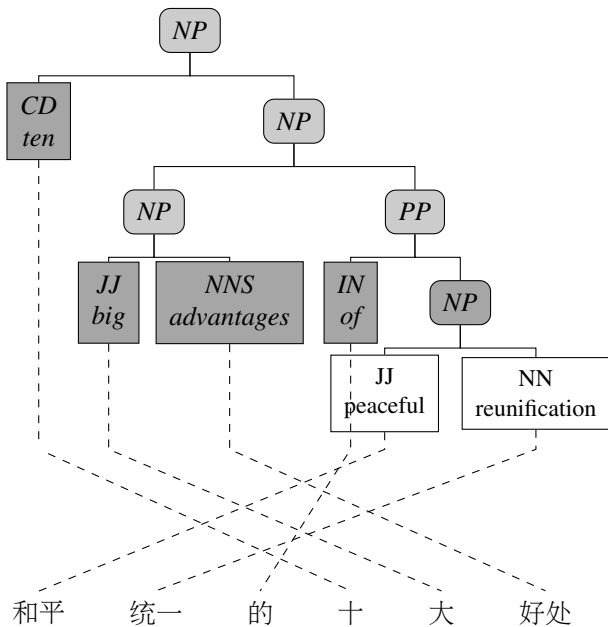 NP
CD
ten
NP
NP
PP
JJ
big
NNS
advantages
IN
of
NP
JJ
peaceful
NN
reunification
和平 统一 的 十 大 好处